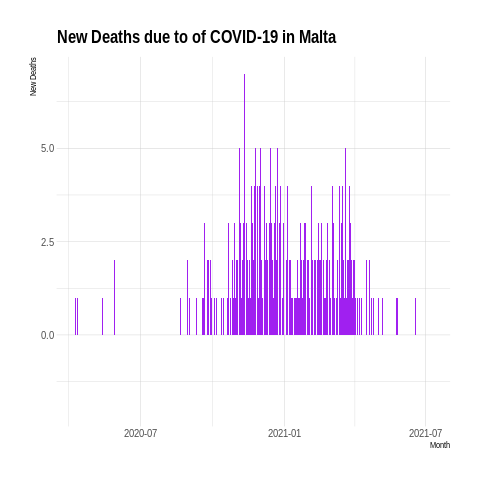 New Deaths due to of COVID-19 in Malta
New Deaths
5.0
2.5
0.0
2020-07
2021-01
2021-07
Month